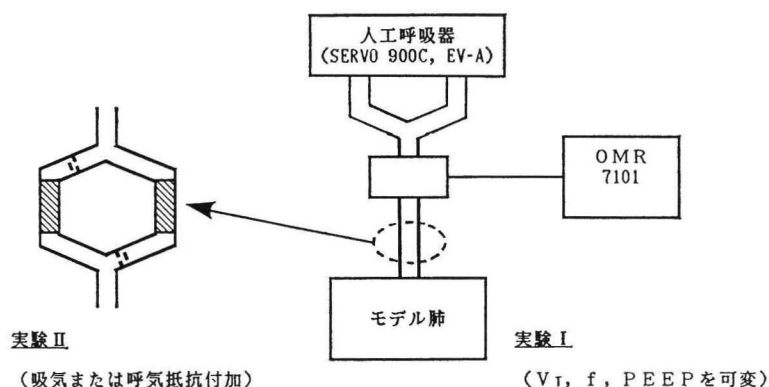 人工呼吸器
(SERVO 900C, EV-A)
OMR
7101
モデル肺
実験Ⅱ
(吸気または呼気抵抗付加)
実験Ⅰ
(VT, f, PEEPを可変)